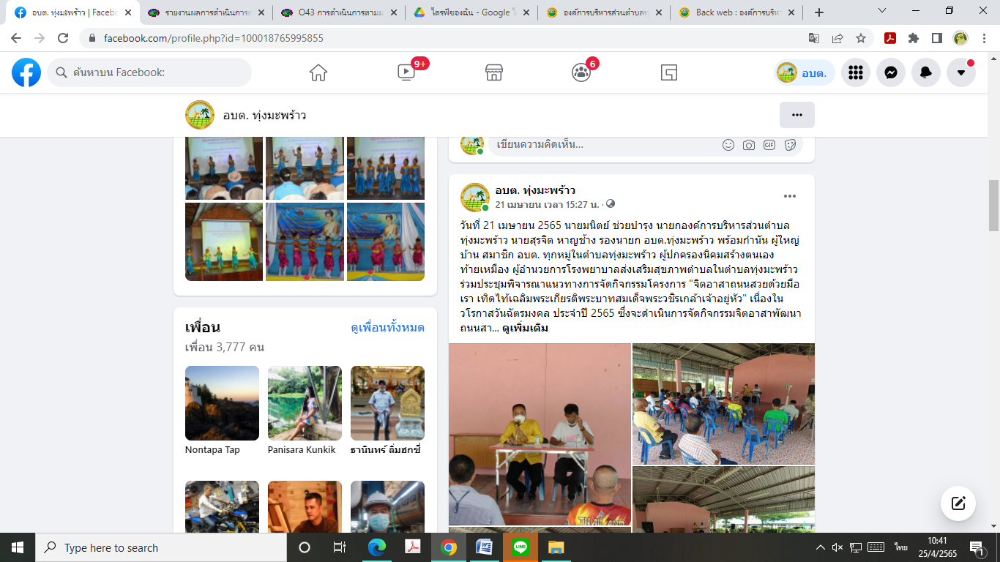 อบต. ทุ่งมะพร้าว | Faceb
รายงานผลการดำเนินการต
O43 การดำเนินการตามม
ไดรฟ์ของฉัน - Google ไ
องค์การบริหารส่วนตำบลทุ
Back web : องค์การบริหา
facebook.com/profile.php?id=100018765995855
ค้นหาบน Facebook:
9+
6
อบต.
อบต. ทุ่งมะพร้าว
เขียนความคิดเห็น...
GIF
อบต. ทุ่งมะพร้าว
21 เมษายน เวลา 15:27 น. ·
วันที่ 21 เมษายน 2565 นายมนิตย์ ช่วยบำรุง นายกองค์การบริหารส่วนตำบล
ทุ่งมะพร้าว นายสุรจิต หาญช้าง รองนายก อบต.ทุ่งมะพร้าว พร้อมกำนัน ผู้ใหญ่
บ้าน สมาชิก อบต. ทุกหมู่ในตำบลทุ่งมะพร้าว ผู้ปกครองนิคมสร้างตนเอง
ท้ายเหมือง ผู้อำนวยการโรงพยาบาลส่งเสริมสุขภาพตำบลในตำบลทุ่งมะพร้าว
ร่วมประชุมพิจารณาแนวทางการจัดกิจกรรมโครงการ "จิตอาสาถนนสวยด้วยมือ
เรา เทิดไท้เฉลิมพระเกียรติพระบาทสมเด็จพระวชิรเกล้าเจ้าอยู่หัว" เนื่องใน
วโรกาสวันฉัตรมงคล ประจำปี 2565 ซึ่งจะดำเนินการจัดกิจกรรมจิตอาสาพัฒนา
ถนนสา... ดูเพิ่มเติม
เพื่อน
ดูเพื่อนทั้งหมด
เพื่อน 3,777 คน
Nontapa Tap
Panisara Kunkik
ธานินทร์ ลิ่มฮกซี่
THAILAND
Type here to search
ไทย
10:41
25/4/2565
1